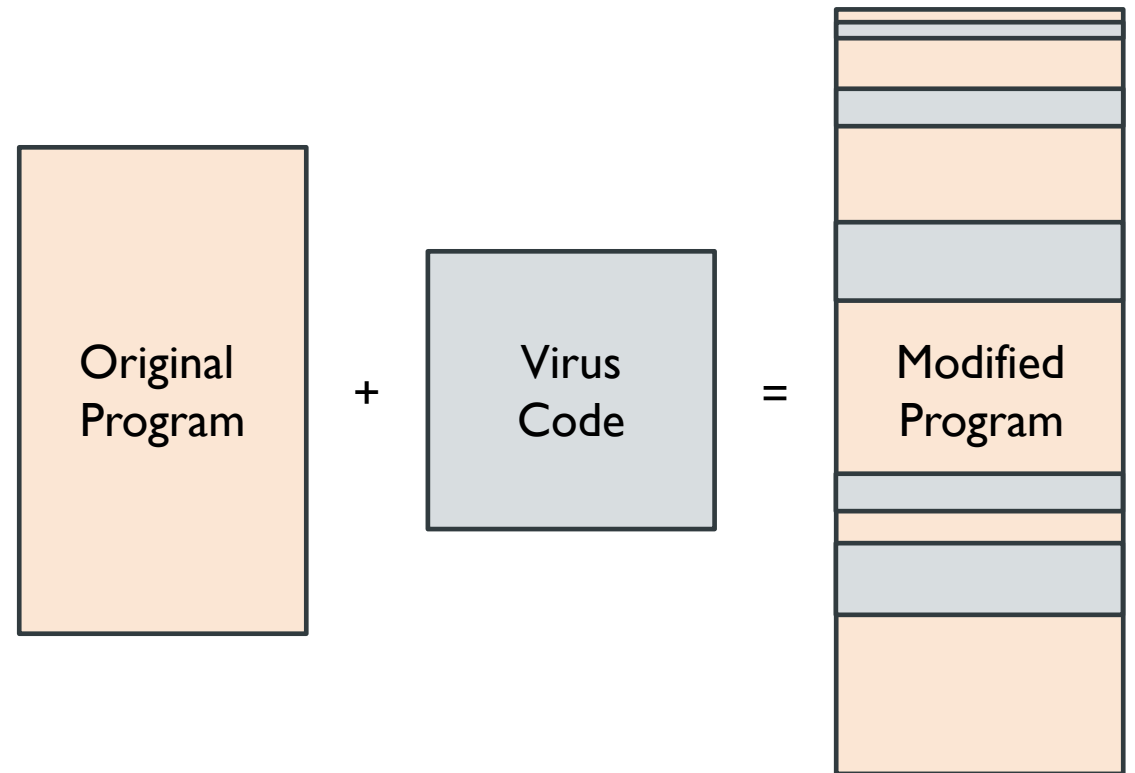 Original
Program
+
Virus
Code
=
Modified
Program